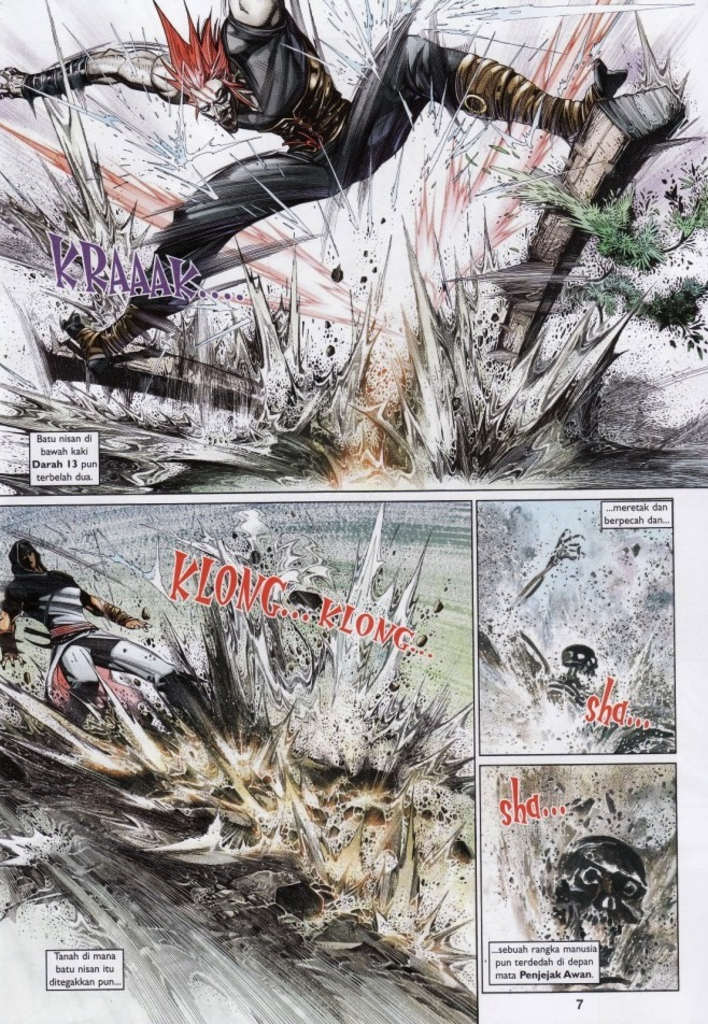 KRAAAK....
Batu nisan di
bawah kaki
Darah 13 pun
terbelah dua.
KLONG... KLONG...
Tanah di mana
batu nisan itu
ditegakkan pun...
...meretak dan
berpecah dan...
sha...
sha...
...sebuah rangka manusia
pun terdedah di depan
mata Penjejak Awan.
7